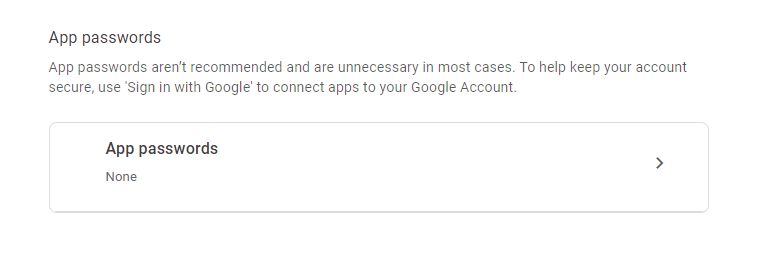 App passwords
App passwords aren’t recommended and are unnecessary in most cases. To help keep your account
secure, use 'Sign in with Google' to connect apps to your Google Account.
App passwords
None